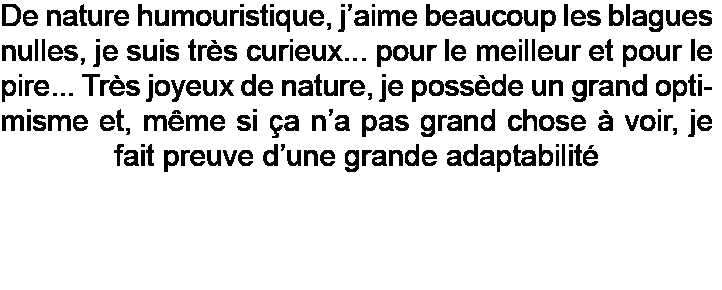 De nature humouristique, j’aime beaucoup les blagues
nulles, je suis très curieux... pour le meilleur et pour le
pire... Très joyeux de nature, je possède un grand opti-
misme et, même si ça n’a pas grand chose à voir, je
fait preuve d’une grande adaptabilité